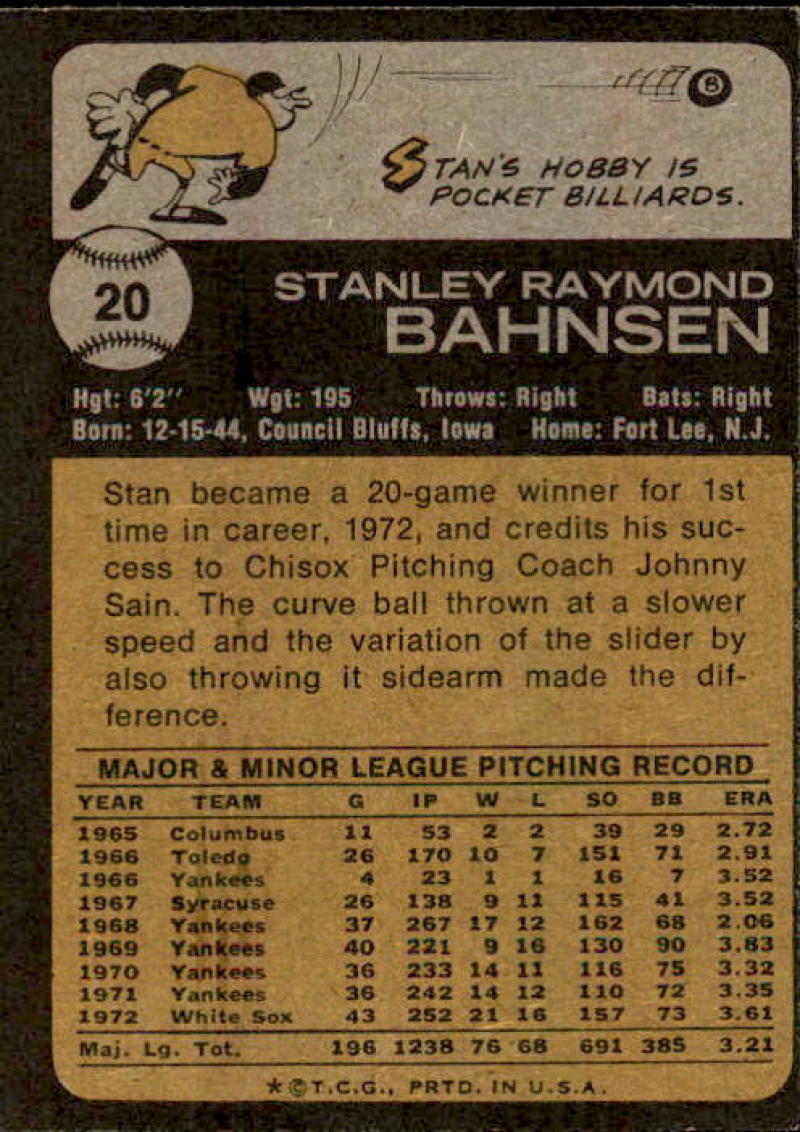 8
STAN'S HOBBY IS
POCKET BILLIARDS.
20
STANLEY RAYMOND
BAHNSEN
Hgt: 6'2" Wgt: 195 Throws: Right Bats: Right
Born: 12-15-44, Council Bluffs, Iowa Home: Fort Lee, N.J.
Stan became a 20-game winner for 1st
time in career, 1972, and credits his suc-
cess to Chisox Pitching Coach Johnny
Sain. The curve ball thrown at a slower
speed and the variation of the slider by
also throwing it sidearm made the dif-
ference.
MAJOR & MINOR LEAGUE PITCHING RECORD
YEAR TEAM G IP W L SO BB ERA
1965 Columbus 11 53 2 2 39 29 2.72
1966 Toledo 26 170 10 7 151 71 2.91
1966 Yankees 4 23 1 1 16 7 3.52
1967 Syracuse 26 138 9 11 115 41 3.52
1968 Yankees 37 267 17 12 162 68 2.06
1969 Yankees 40 221 9 16 130 90 3.83
1970 Yankees 36 233 14 11 116 75 3.32
1971 Yankees 36 242 14 12 110 72 3.35
1972 White Sox 43 252 21 16 157 73 3.61
Maj. Lg. Tot. 196 1238 76 68 691 385 3.21
*©T.C.G., PRTD. IN U.S.A.